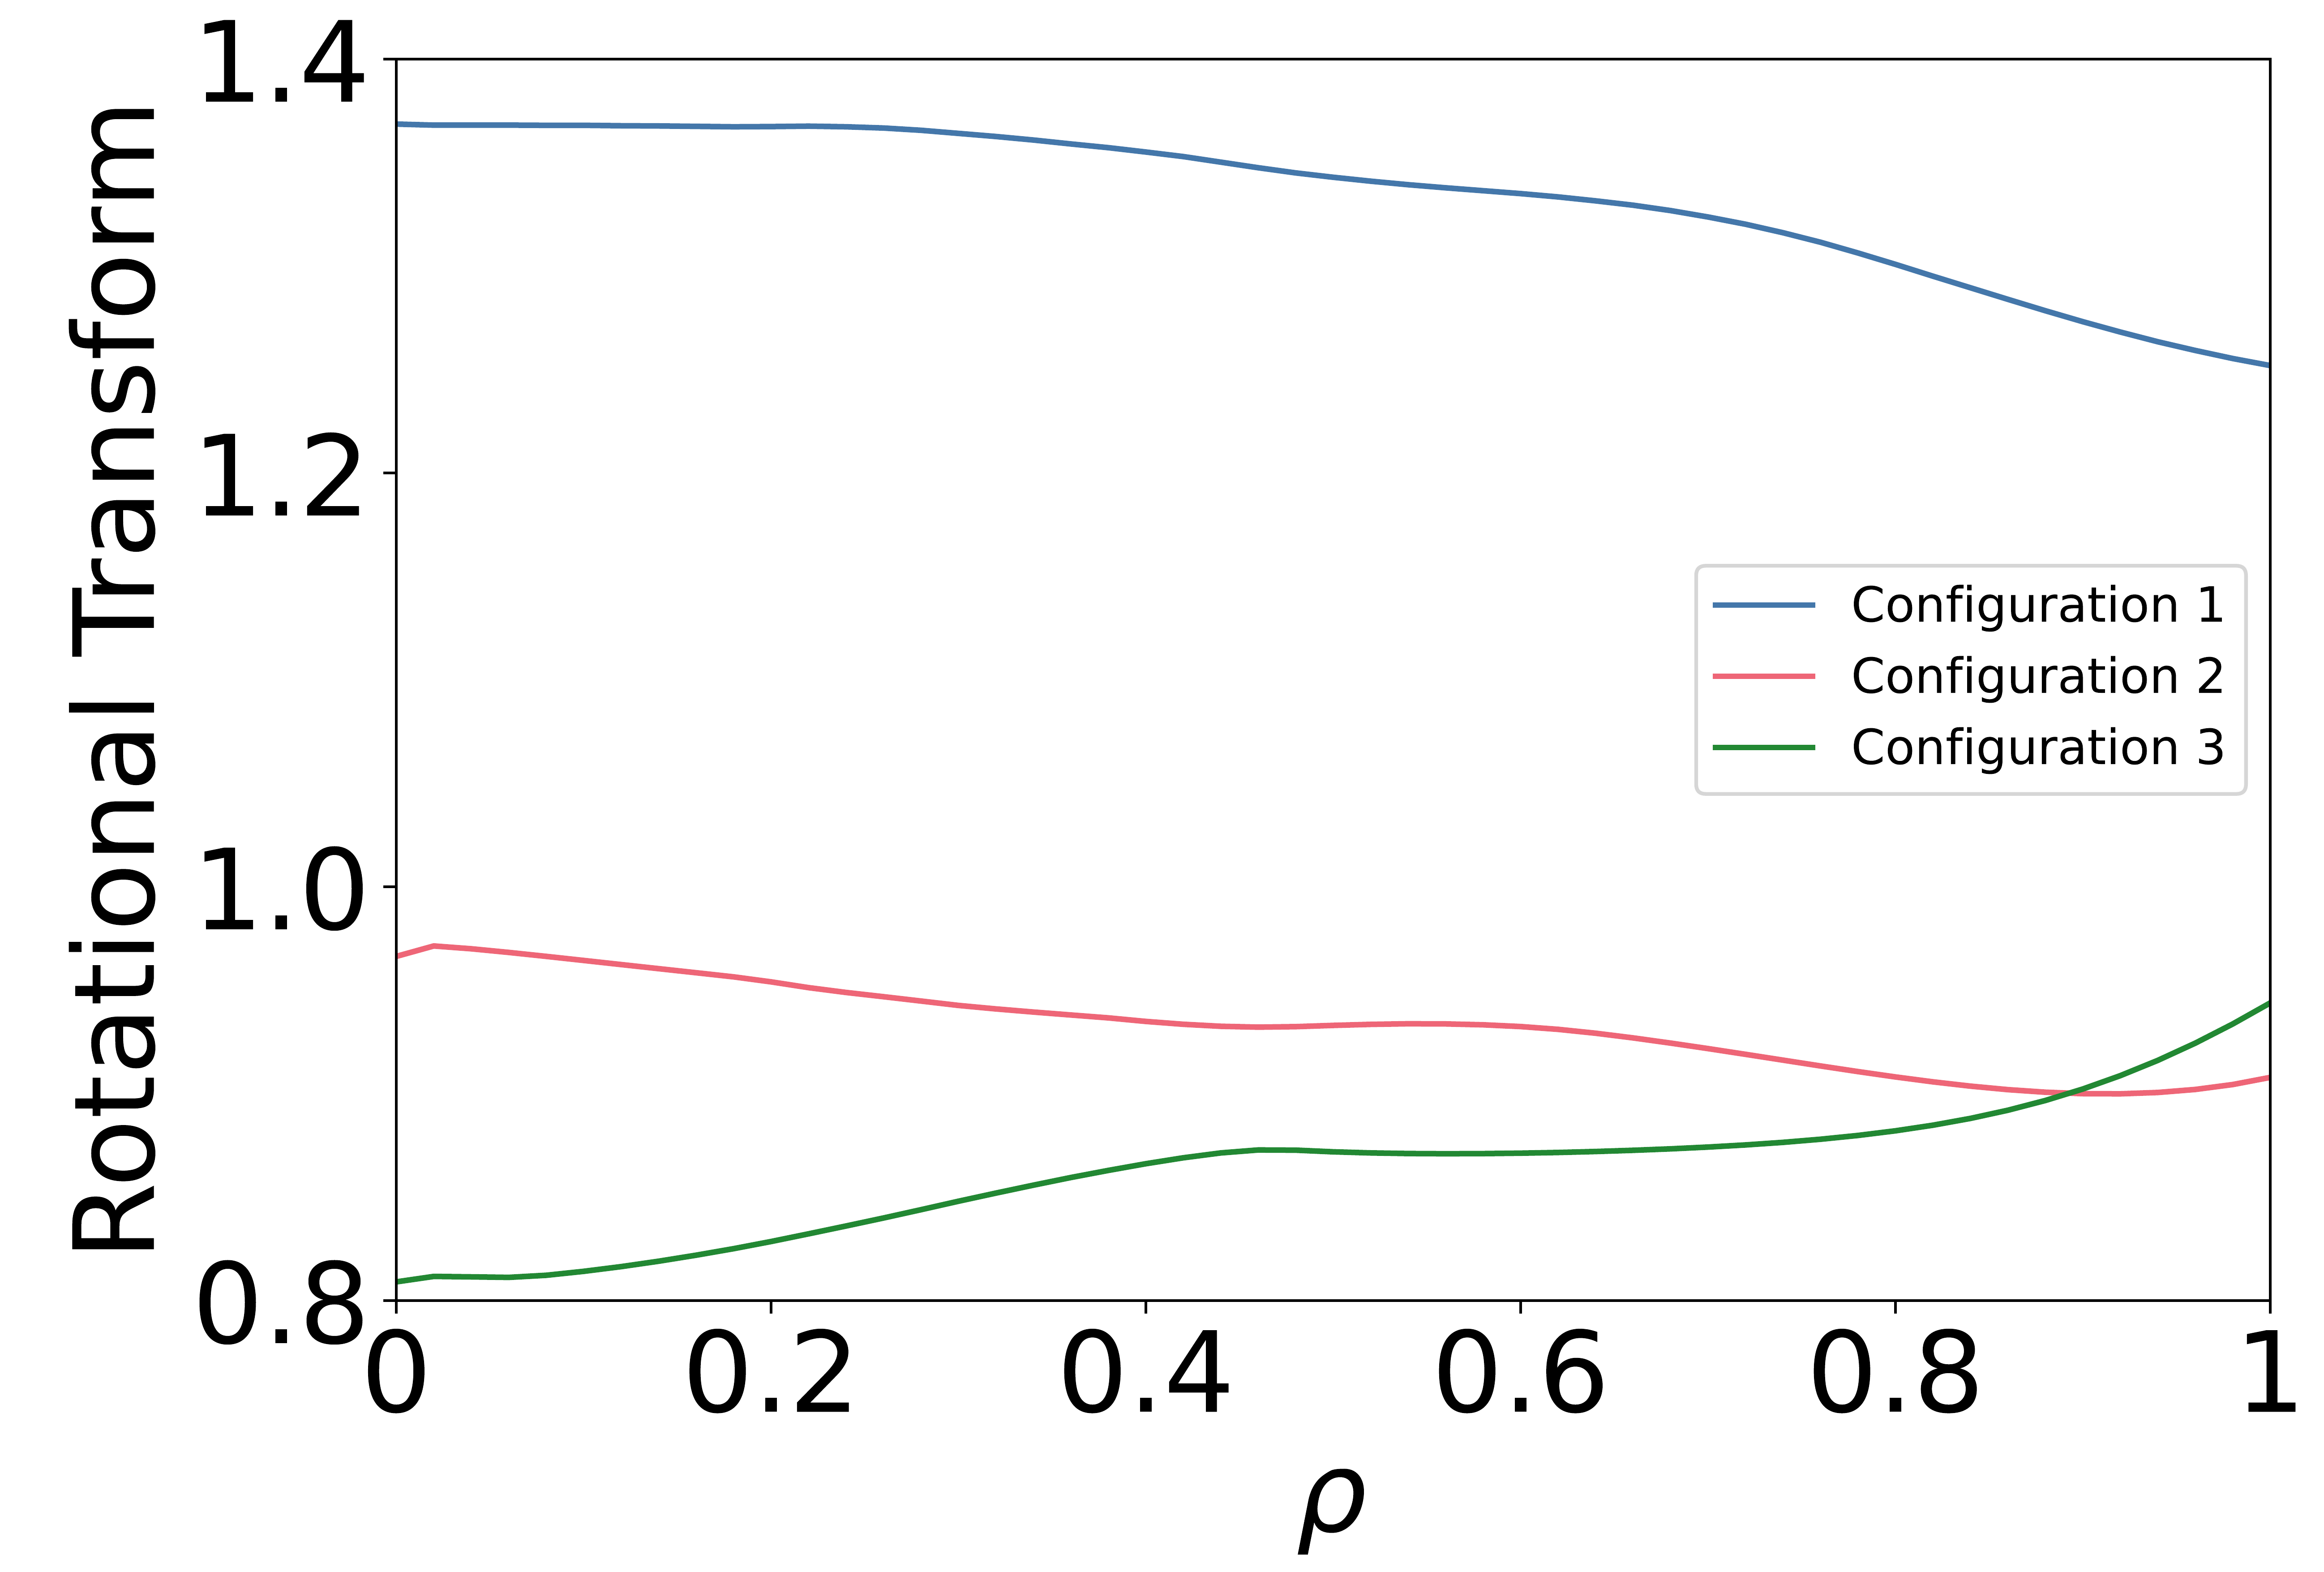 Rotational Transform
1.4
1.2
1.0
0.8
Configuration 1
Configuration 2
Configuration 3
0 0.2 0.4 0.6 0.8 1
ρ